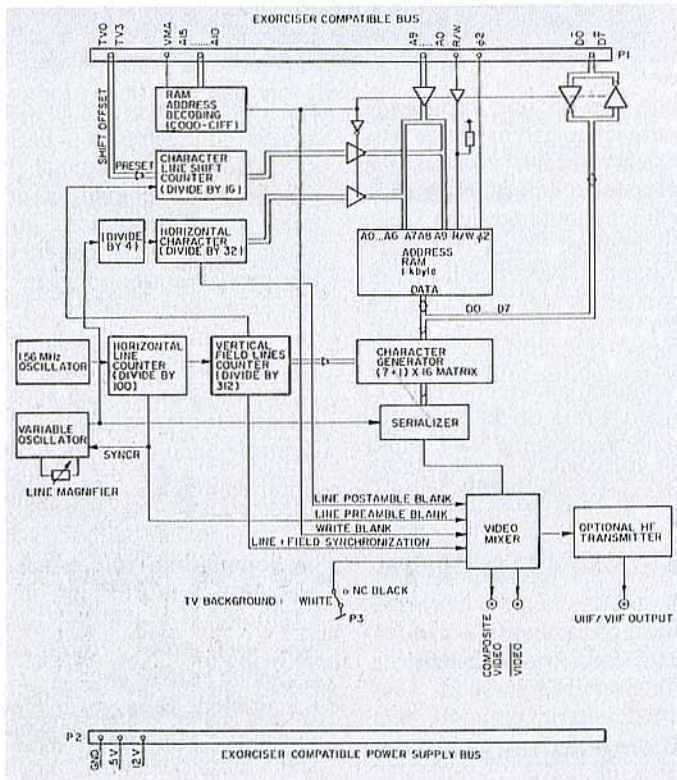 EXORCISER COMPATIBLE BUS
TV0
TV3
VMA
A15
A10
A9
A0
R/W
ϕ2
D0
D7
P1
SHIFT OFFSET
RAM
ADDRESS
DECODING
(C000-C1FF)
PRESET
CHARACTER
LINE SHIFT
COUNTER
(DIVIDE BY 16)
(DIVIDE
BY 4)
HORIZONTAL
CHARACTER
(DIVIDE BY 32)
A0...A6 A7 A8 A9 R/W ϕ2
ADDRESS
RAM
1 kbyte
DATA
D0...D7
1.56 MHz
OSCILLATOR
HORIZONTAL
LINE
COUNTER
(DIVIDE BY
100)
VERTICAL
FIELD LINES
COUNTER
(DIVIDE BY
312)
CHARACTER
GENERATOR
(7+1) X 16 MATRIX
VARIABLE
OSCILLATOR
SYNCR
SERIALIZER
LINE MAGNIFIER
LINE POSTAMBLE BLANK
LINE PREAMBLE BLANK
WRITE BLANK
LINE + FIELD SYNCHRONIZATION
VIDEO
MIXER
OPTIONAL HF
TRANSMITTER
TV BACKGROUND:
NC BLACK
WHITE
P3
COMPOSITE
VIDEO
VIDEO
UHF/VHF OUTPUT
P2
GND
-5V
12V
EXORCISER COMPATIBLE POWER SUPPLY BUS